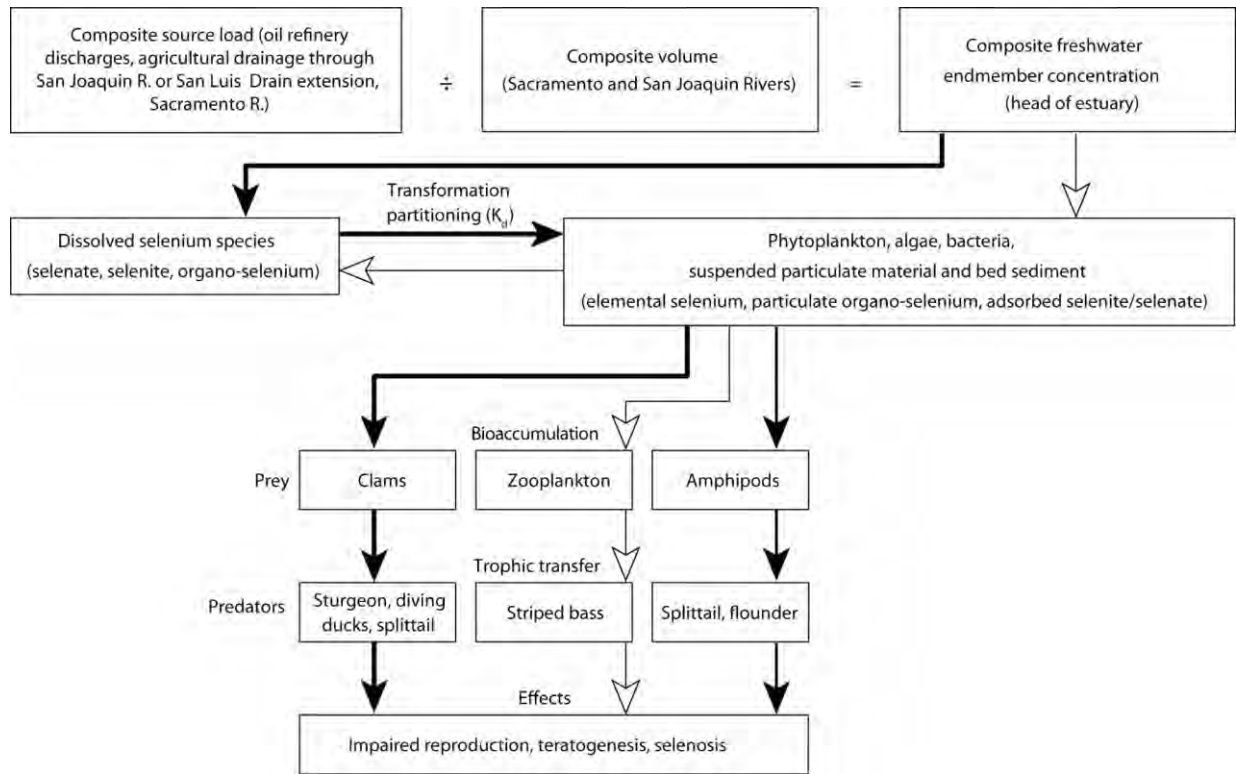 Composite source load (oil refinery
discharges, agricultural drainage through
San Joaquin R. or San Luis Drain extension,
Sacramento R.)
÷
Composite volume
(Sacramento and San Joaquin Rivers)
=
Composite freshwater
endmember concentration
(head of estuary)
Transformation
partitioning (Kd)
Dissolved selenium species
(selenate, selenite, organo-selenium)
Phytoplankton, algae, bacteria,
suspended particulate material and bed sediment
(elemental selenium, particulate organo-selenium, adsorbed selenite/selenate)
Bioaccumulation
Prey
Clams
Zooplankton
Amphipods
Trophic transfer
Predators
Sturgeon, diving
ducks, splittail
Striped bass
Splittail, flounder
Effects
Impaired reproduction, teratogenesis, selenosis